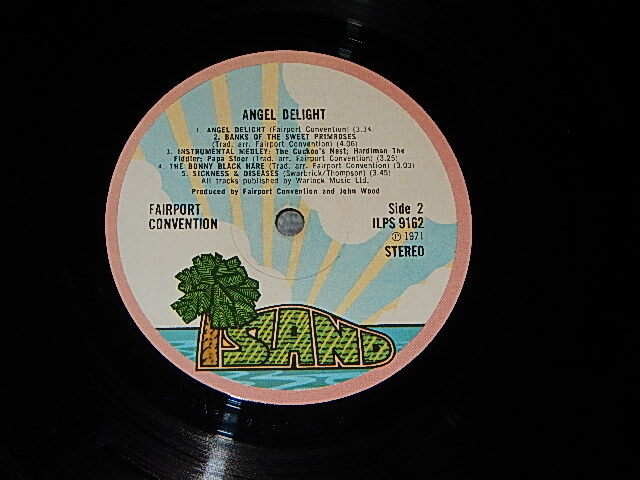 ANGEL DELIGHT
1. ANGEL DELIGHT (Fairport Convention) (3.34
2. BANKS OF THE SWEET PRIMROSES
(Trad. arr. Fairport Convention) (4.06)
3. INSTRUMENTAL MEDLEY: The Cuckoo's Nest; Hardiman The
Fiddler; Papa Stoor (Trad. arr. Fairport Convention) (3.25)
4. THE BONNY BLACK HARE (Trad. arr. Fairport Convention) (3.03)
5. SICKNESS & DISEASES (Swarbrick/Thompson) (3.45)
All tracks published by Warlock Music Ltd.
Produced by Fairport Convention and John Wood
FAIRPORT
CONVENTION
Side 2
ILPS 9162
℗ 1971
STEREO
ISLAND